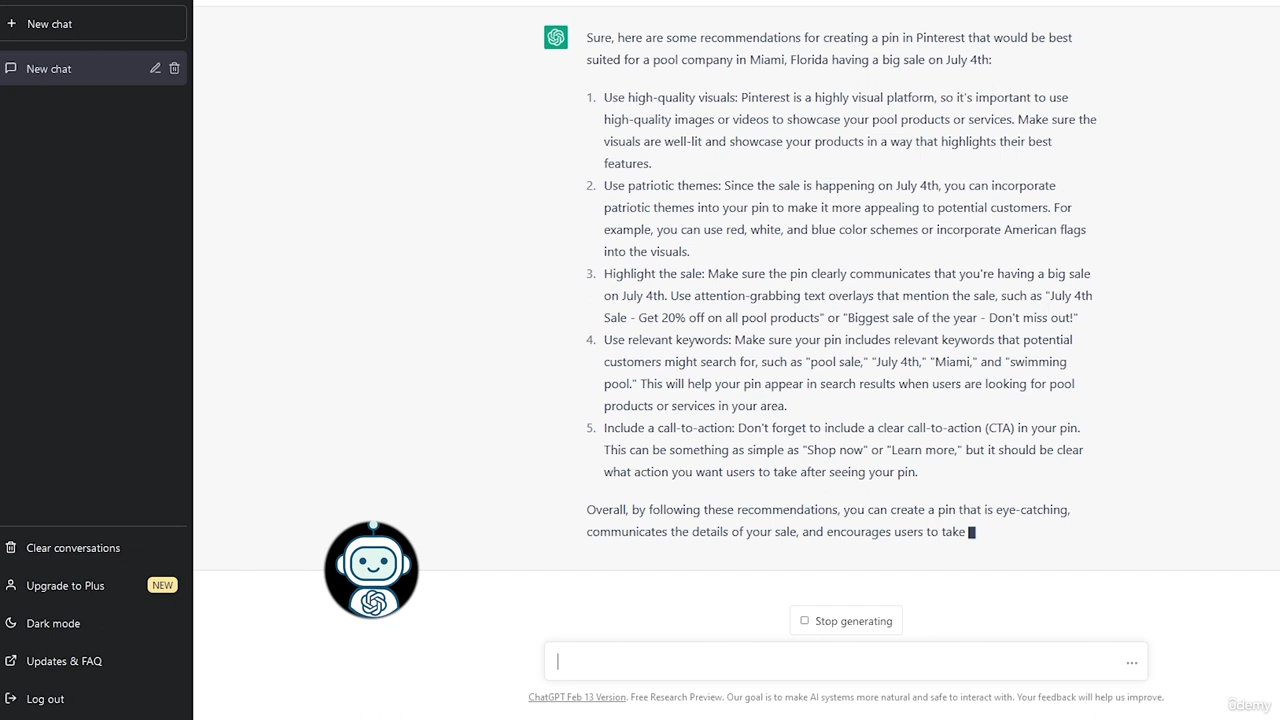 New chat
New chat
Sure, here are some recommendations for creating a pin in Pinterest that would be best
suited for a pool company in Miami, Florida having a big sale on July 4th:
1. Use high-quality visuals: Pinterest is a highly visual platform, so it's important to use
high-quality images or videos to showcase your pool products or services. Make sure the
visuals are well-lit and showcase your products in a way that highlights their best
features.
2. Use patriotic themes: Since the sale is happening on July 4th, you can incorporate
patriotic themes into your pin to make it more appealing to potential customers. For
example, you can use red, white, and blue color schemes or incorporate American flags
into the visuals.
3. Highlight the sale: Make sure the pin clearly communicates that you're having a big sale
on July 4th. Use attention-grabbing text overlays that mention the sale, such as "July 4th
Sale - Get 20% off on all pool products" or "Biggest sale of the year - Don't miss out!"
4. Use relevant keywords: Make sure your pin includes relevant keywords that potential
customers might search for, such as "pool sale," "July 4th," "Miami," and "swimming
pool." This will help your pin appear in search results when users are looking for pool
products or services in your area.
5. Include a call-to-action: Don't forget to include a clear call-to-action (CTA) in your pin.
This can be something as simple as "Shop now" or "Learn more," but it should be clear
what action you want users to take after seeing your pin.
Overall, by following these recommendations, you can create a pin that is eye-catching,
communicates the details of your sale, and encourages users to take
Clear conversations
Upgrade to Plus NEW
Dark mode
Updates & FAQ
Log out
Stop generating
ChatGPT Feb 13 Version. Free Research Preview. Our goal is to make AI systems more natural and safe to interact with. Your feedback will help us improve.
ûdemy